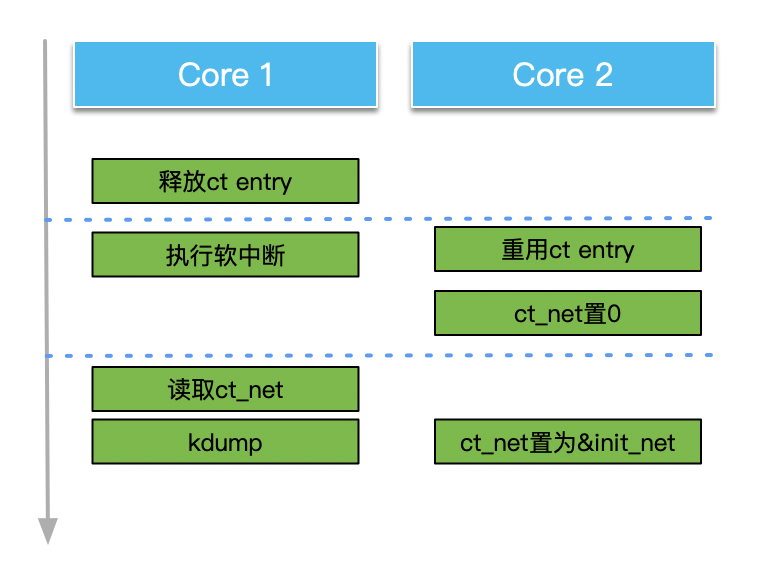 Core 1
Core 2
释放ct entry
执行软中断
重用ct entry
ct_net置0
读取ct_net
kdump
ct_net置为&init_net